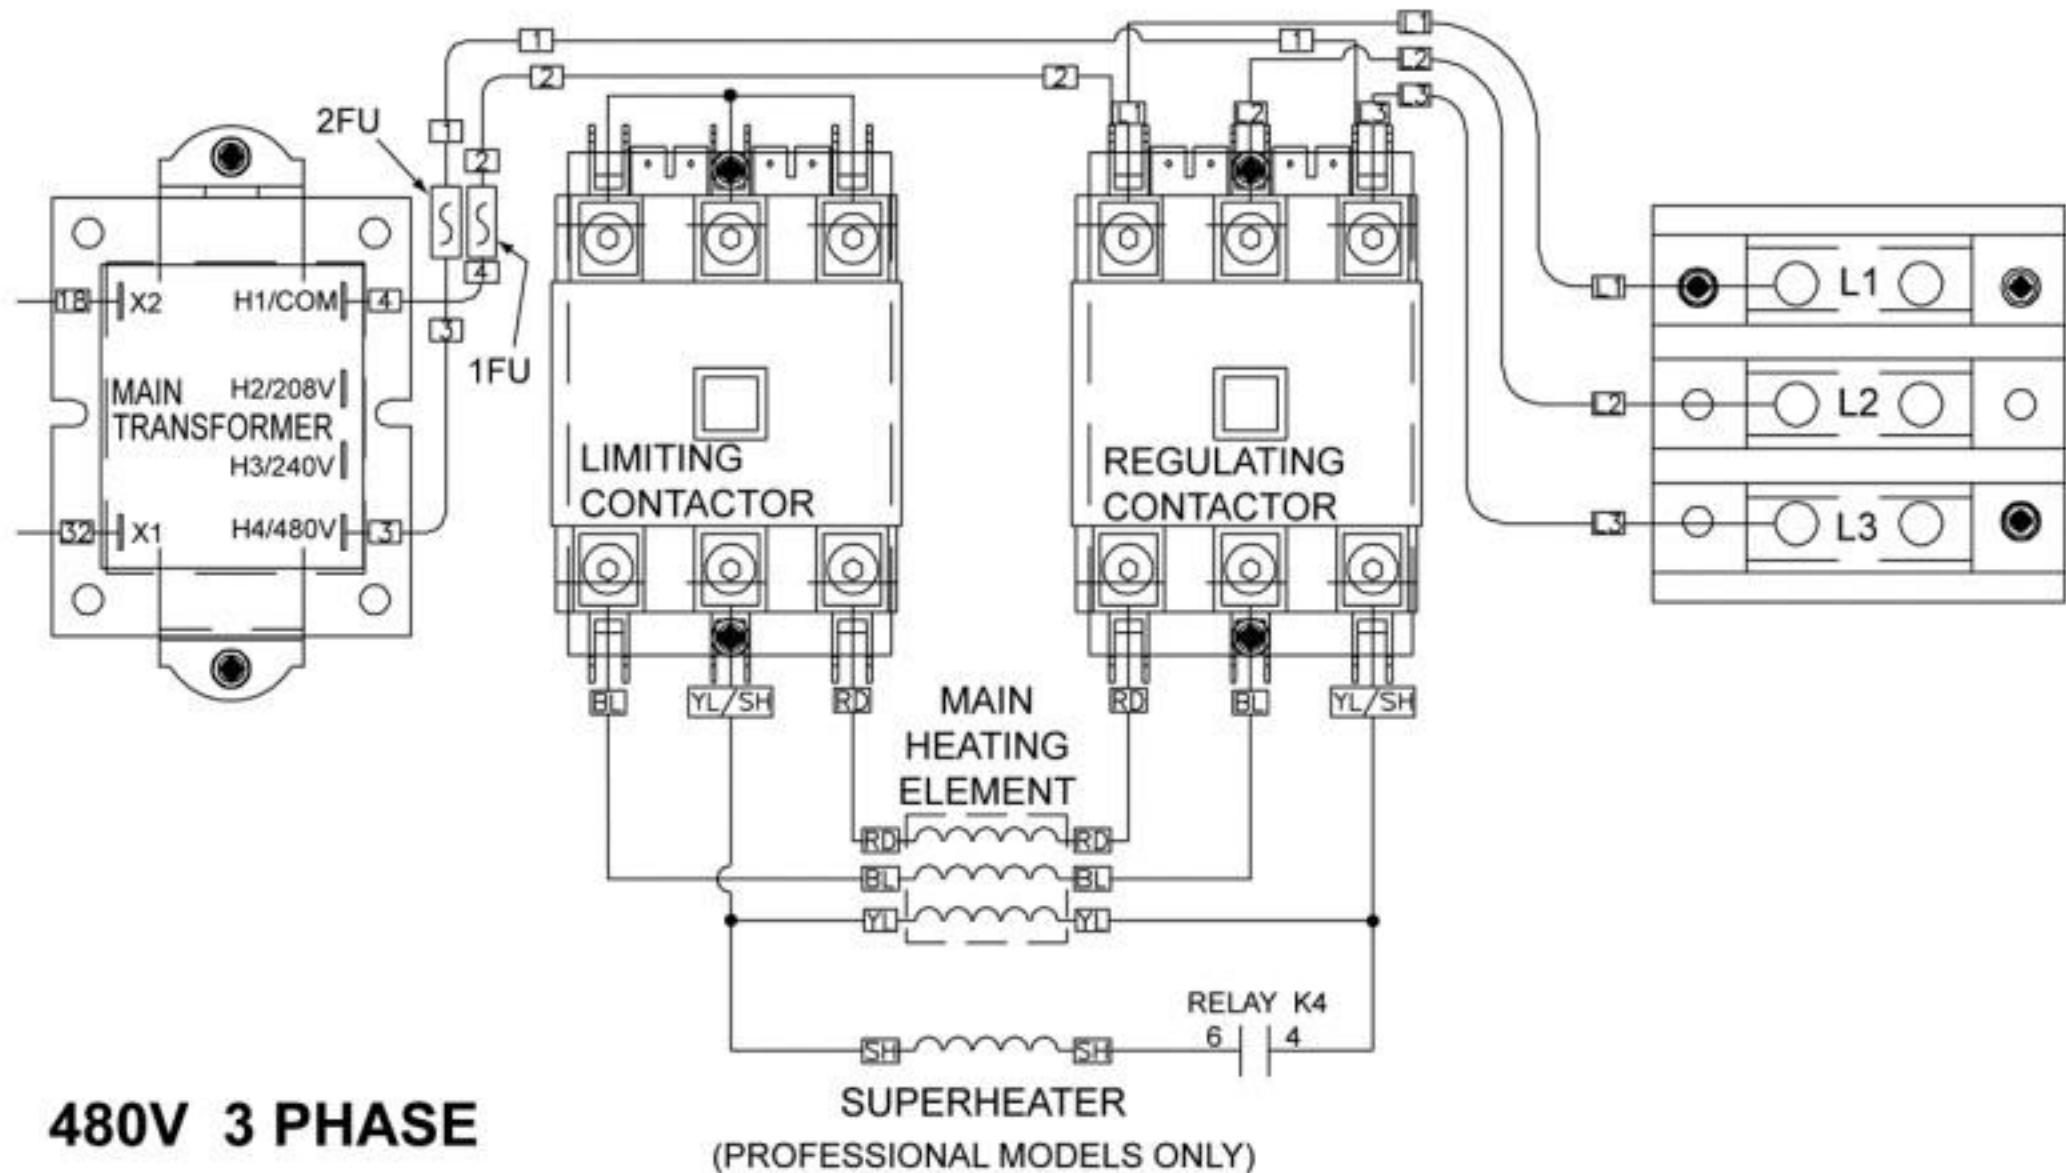 L1
1
1
L2
2
2
L3
L1
L2
L3
2FU
1
2
4
1FU
3
18
X2
H1/COM
4
MAIN
TRANSFORMER
H2/208V
H3/240V
32
X1
H4/480V
3
LIMITING
CONTACTOR
REGULATING
CONTACTOR
L1
L1
L2
L2
L3
L3
BL
YL/SH
RD
RD
BL
YL/SH
MAIN
HEATING
ELEMENT
RD
RD
BL
BL
YL
YL
RELAY K4
6
4
SH
SH
SUPERHEATER
(PROFESSIONAL MODELS ONLY)
480V 3 PHASE